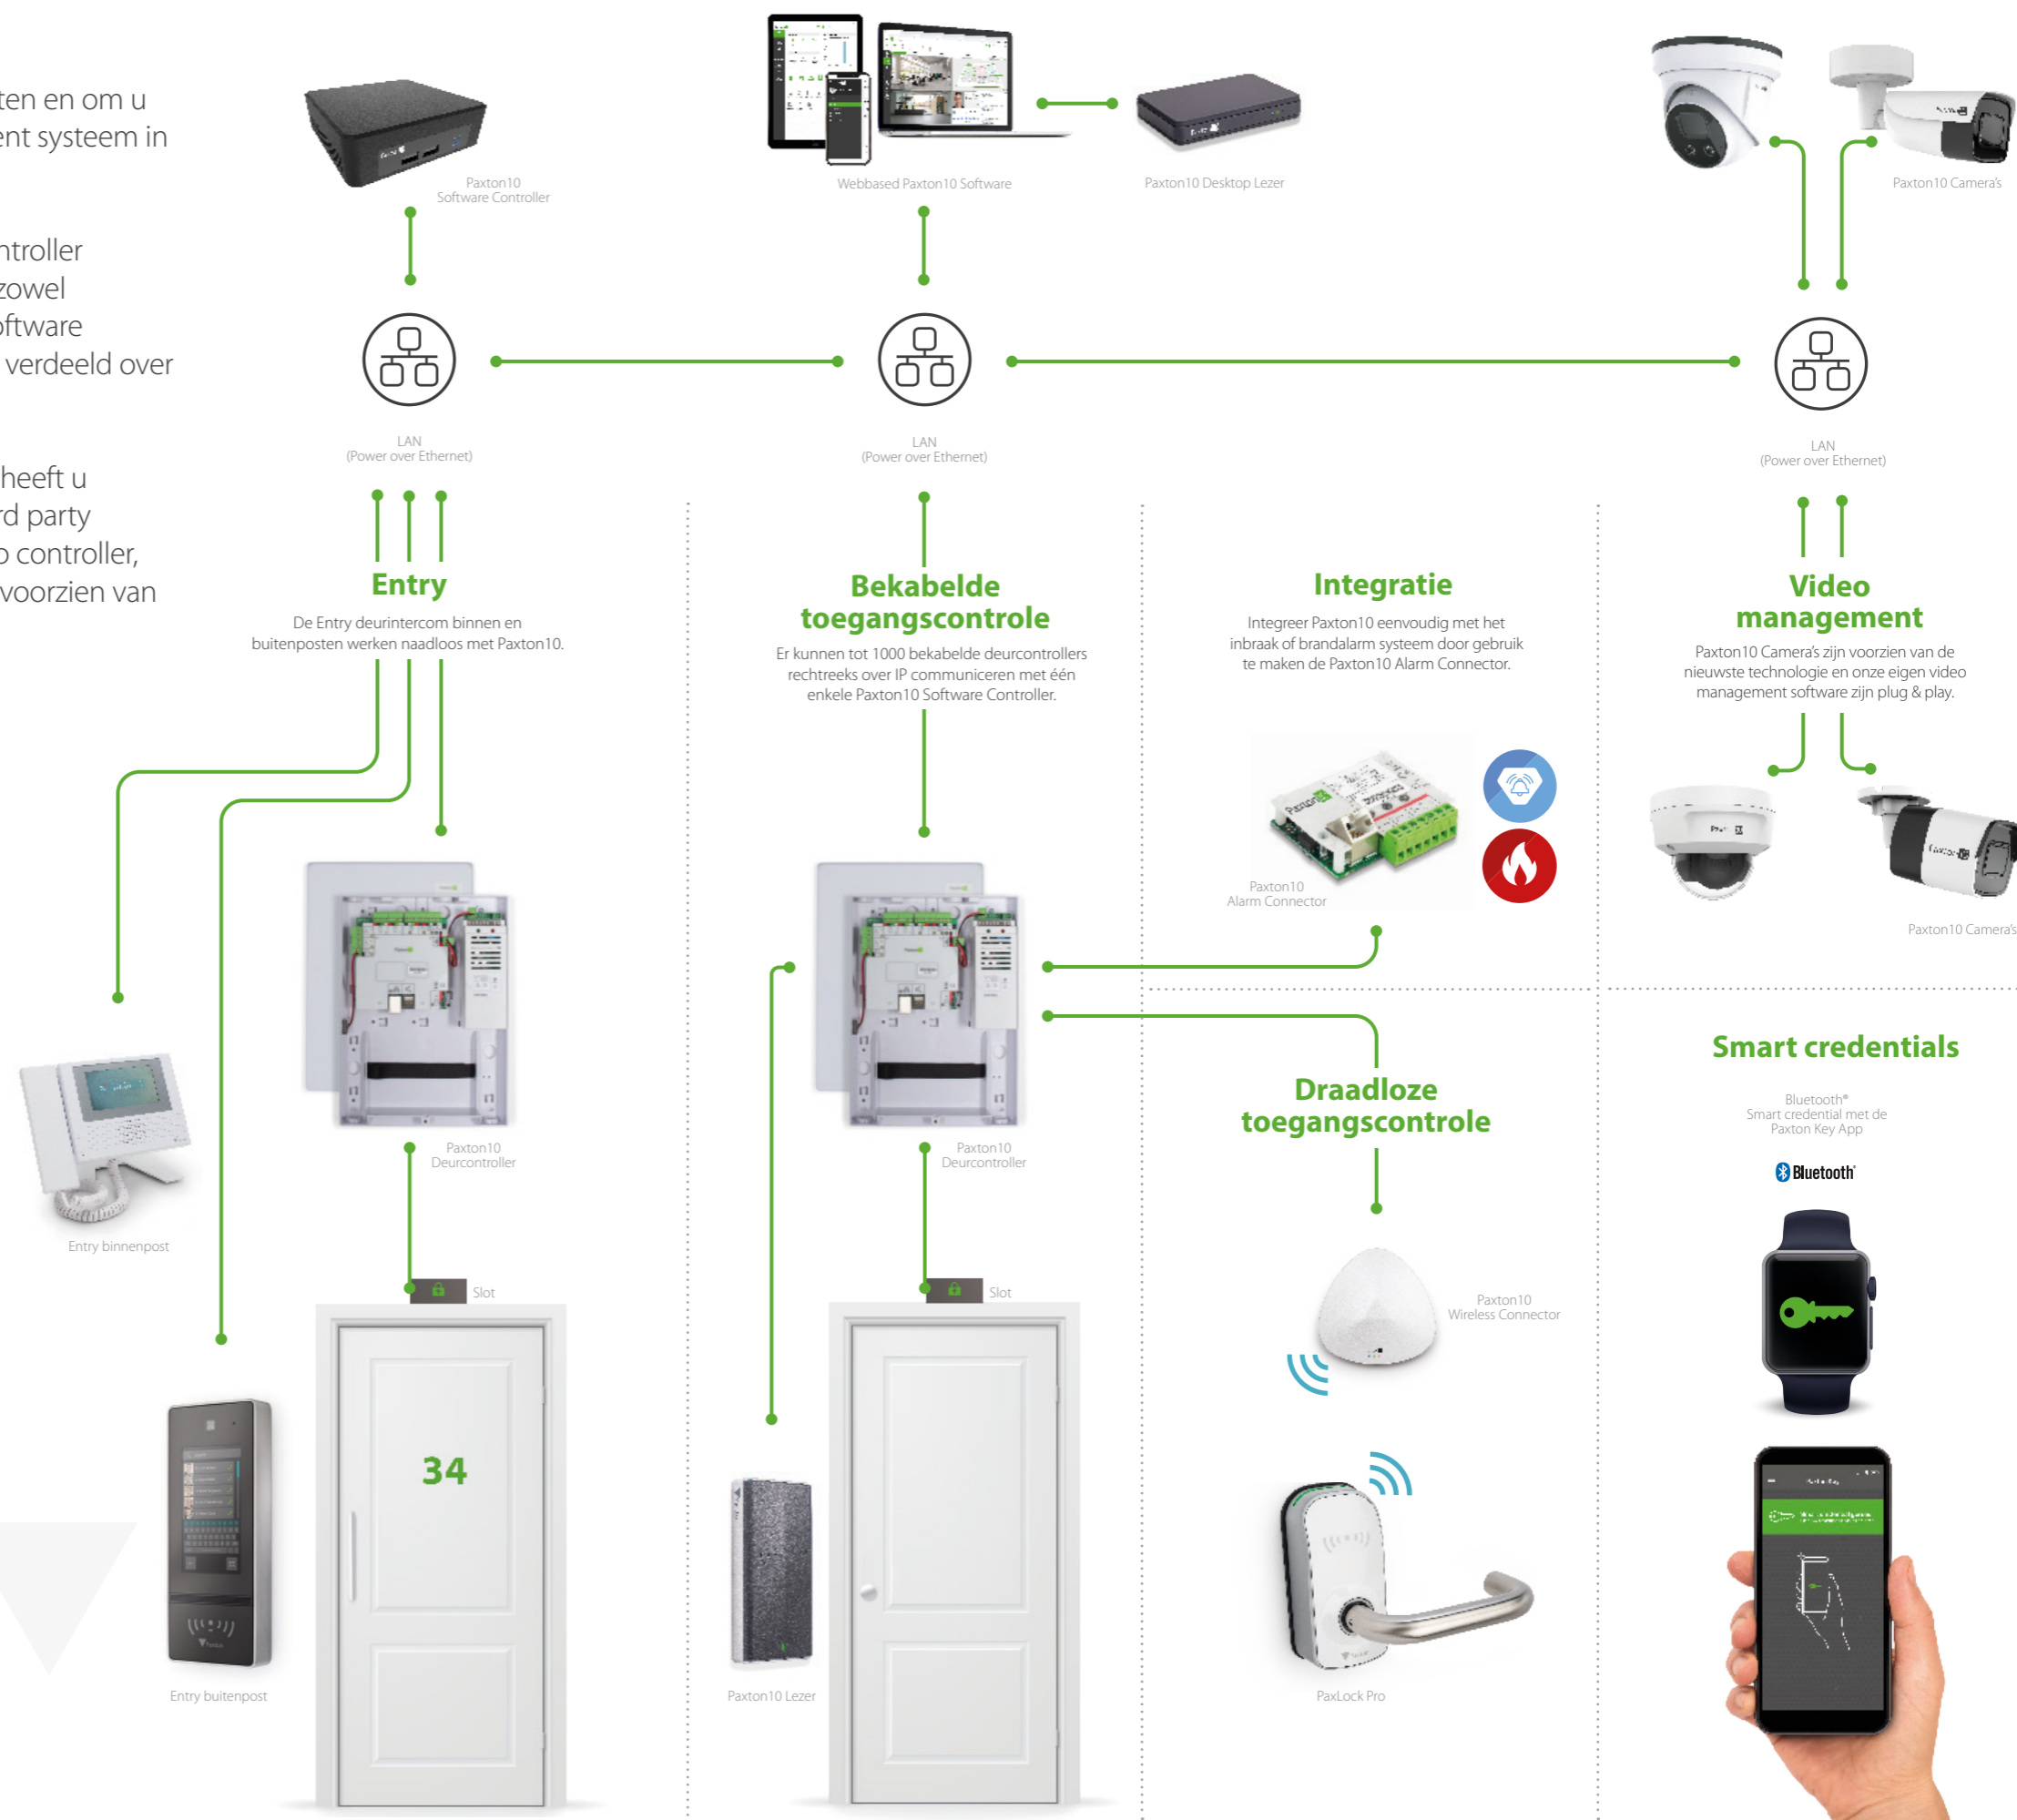 ten en om u
ent systeem in
ntroller
zowel
oftware
verdeeld over
heeft u
rd party
o controller,
voorzien van
Paxton10
Software Controller
Webbased Paxton10 Software
Paxton10 Desktop Lezer
Paxton10 Camera's
LAN
(Power over Ethernet)
LAN
(Power over Ethernet)
LAN
(Power over Ethernet)
Entry
De Entry deurintercom binnen en
buitenposten werken naadloos met Paxton10.
Bekabelde
toegangscontrole
Er kunnen tot 1000 bekabelde deurcontrollers
rechtreeks over IP communiceren met één
enkele Paxton10 Software Controller.
Integratie
Integreer Paxton10 eenvoudig met het
inbraak of brandalarm systeem door gebruik
te maken de Paxton10 Alarm Connector.
Video
management
Paxton10 Camera's zijn voorzien van de
nieuwste technologie en onze eigen video
management software zijn plug & play.
Paxton10
Alarm Connector
Paxton10 Camera's
Paxton10
Deurcontroller
Paxton10
Deurcontroller
Entry binnenpost
Slot
Slot
34
Entry buitenpost
Paxton10 Lezer
Draadloze
toegangscontrole
Paxton10
Wireless Connector
PaxLock Pro
Smart credentials
Bluetooth®
Smart credential met de
Paxton Key App
Bluetooth®